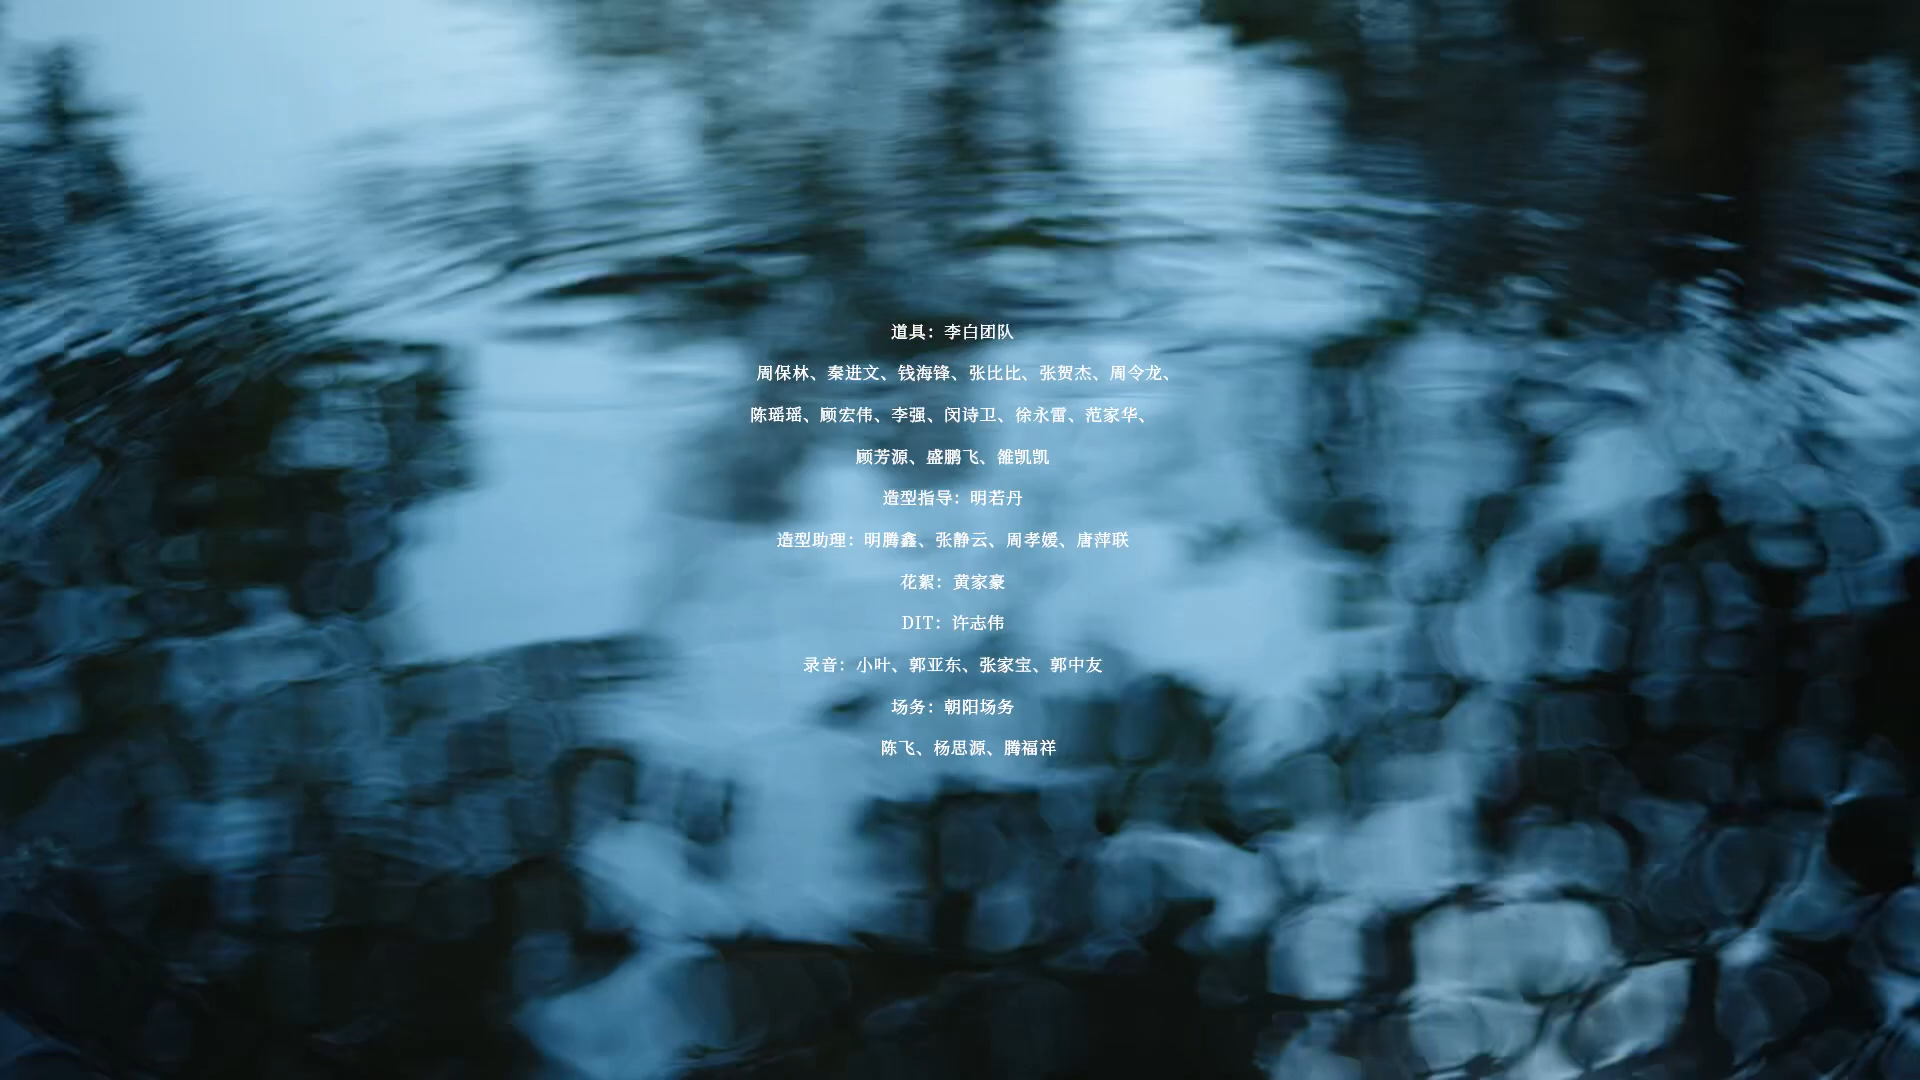 道具：李白团队
周保林、秦进文、钱海锋、张比比、张贺杰、周令龙、
陈瑶瑶、顾宏伟、李强、闵诗卫、徐永雷、范家华、
顾芳源、盛鹏飞、雒凯凯
造型指导：明若丹
造型助理：明腾鑫、张静云、周孝媛、唐萍联
花絮：黄家豪
DIT：许志伟
录音：小叶、郭亚东、张家宝、郭中友
场务：朝阳场务
陈飞、杨思源、腾福祥